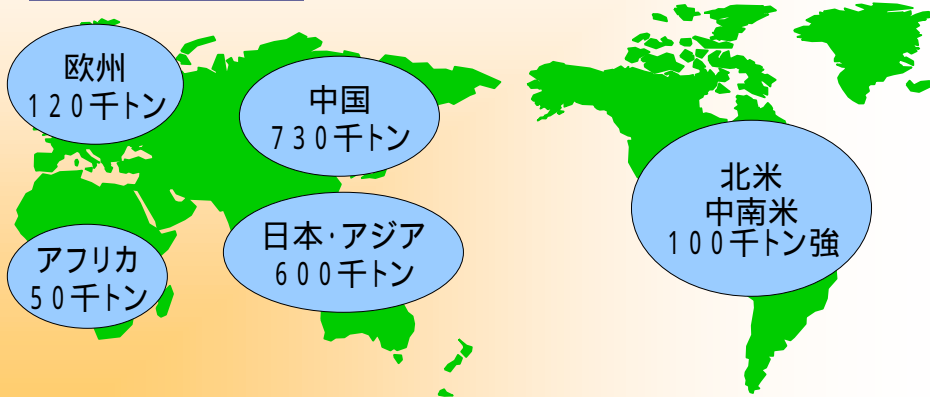 欧州
１２０千トン
中国
７３０千トン
日本・アジア
６００千トン
アフリカ
５０千トン
北米
中南米
１００千トン強